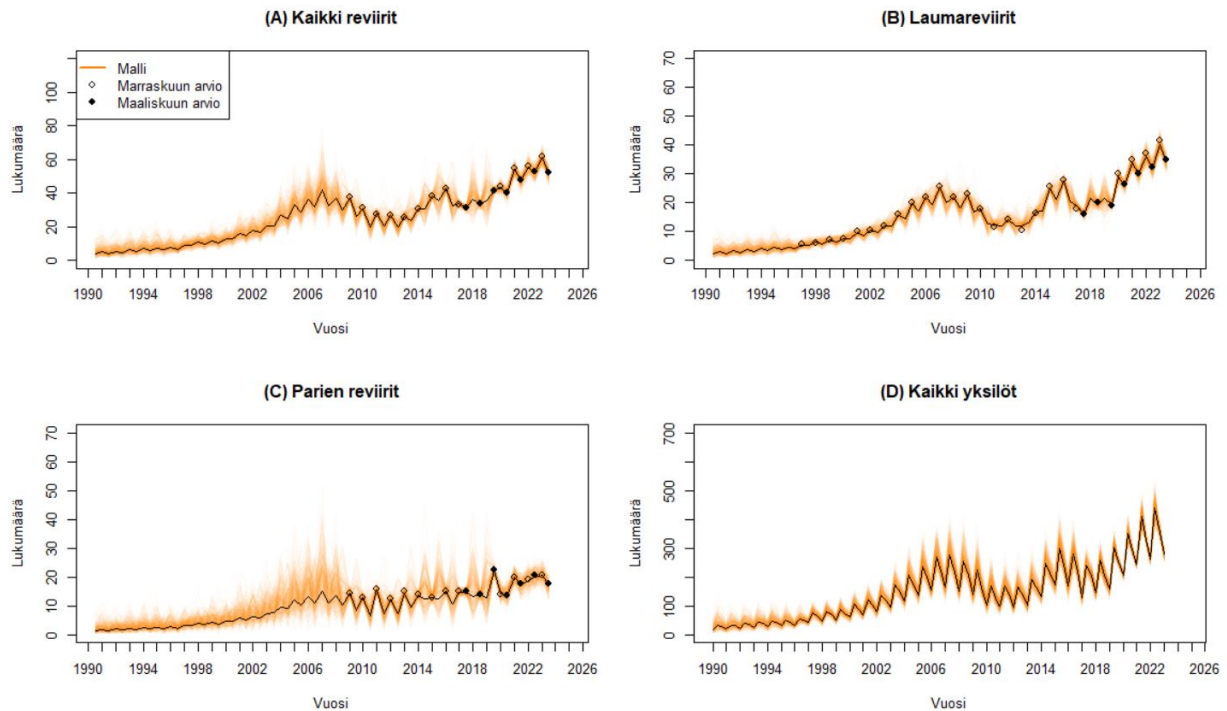 (A) Kaikki reviirit
Lukumäärä
100
80
60
40
20
0
Malli
Marraskuun arvio
Maaliskuun arvio
1990 1994 1998 2002 2006 2010 2014 2018 2022 2026
Vuosi
(B) Laumareviirit
Lukumäärä
70
60
50
40
30
20
10
0
1990 1994 1998 2002 2006 2010 2014 2018 2022 2026
Vuosi
(C) Parien reviirit
Lukumäärä
70
60
50
40
30
20
10
0
1990 1994 1998 2002 2006 2010 2014 2018 2022 2026
Vuosi
(D) Kaikki yksilöt
Lukumäärä
700
500
300
100
0
1990 1994 1998 2002 2006 2010 2014 2018 2022 2026
Vuosi